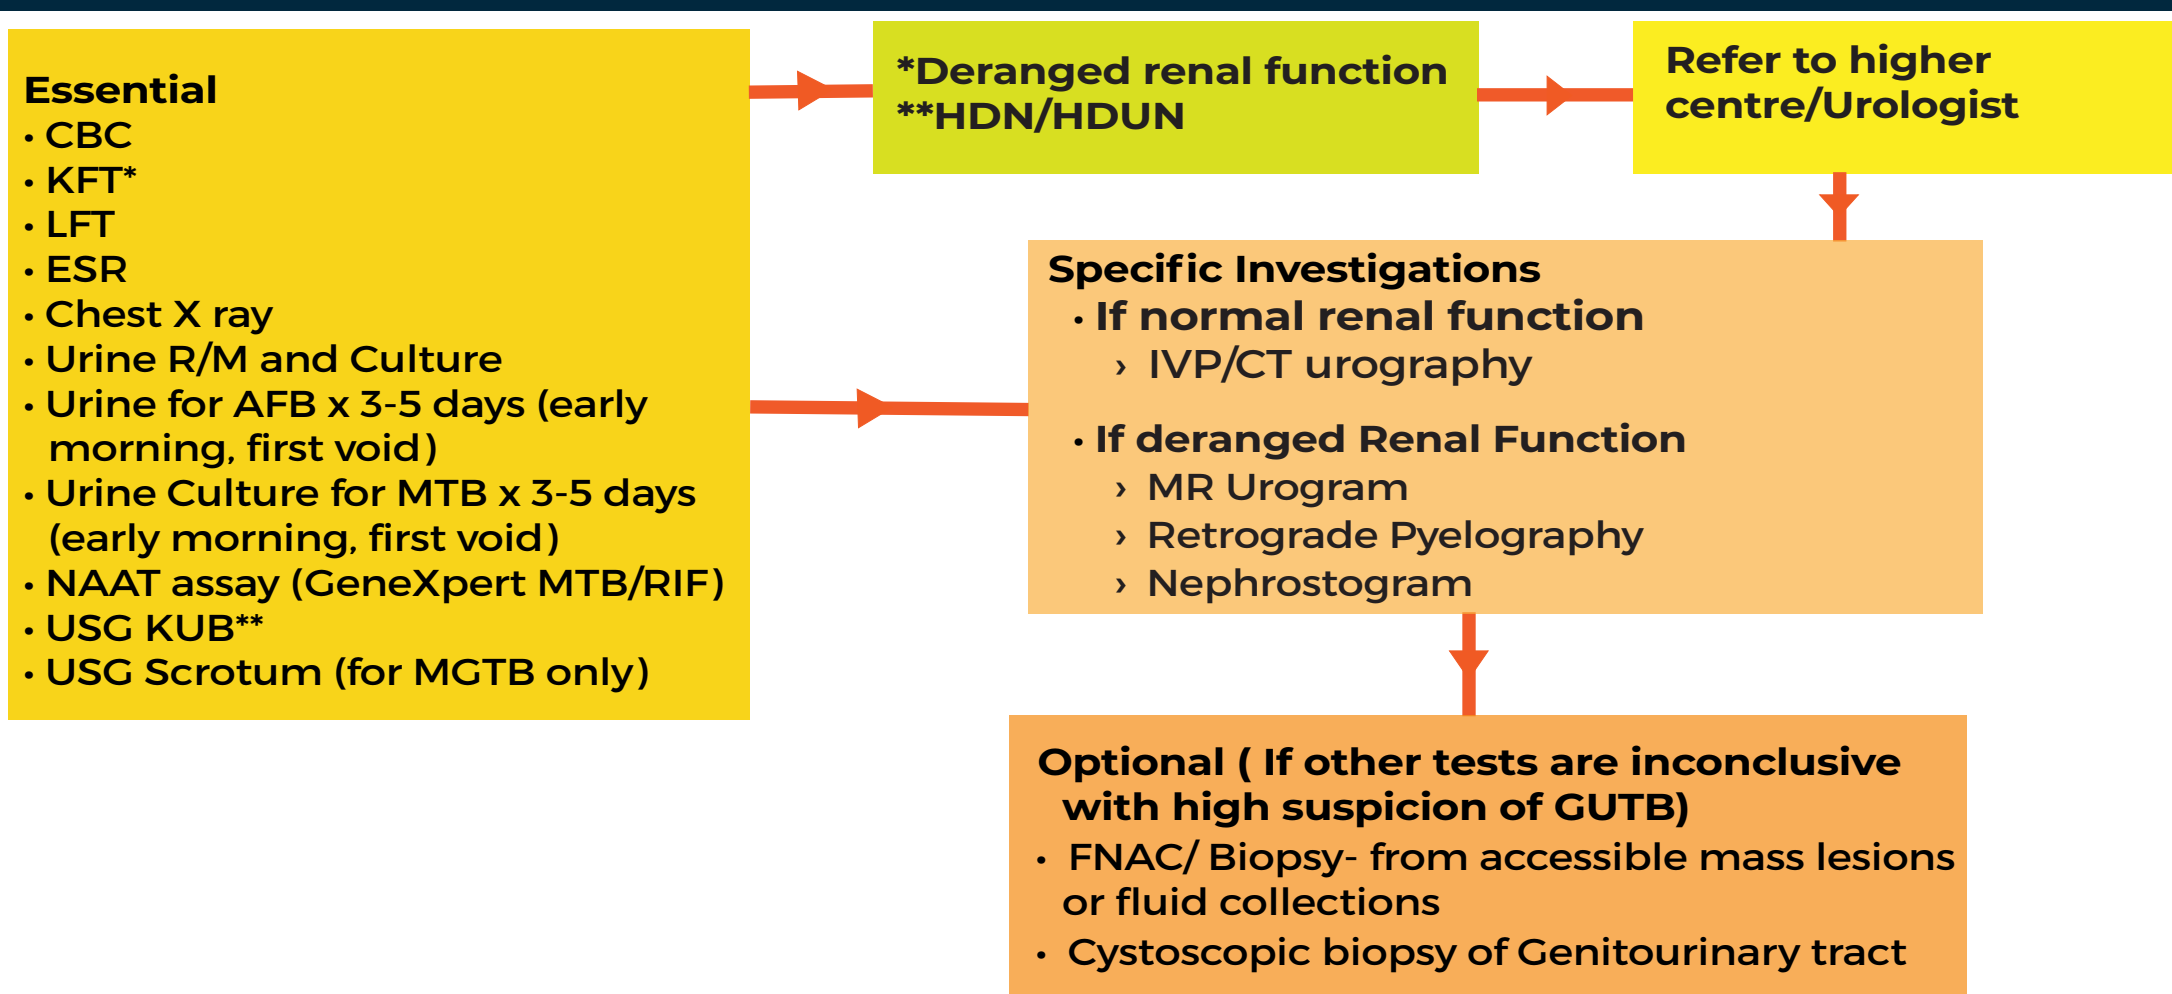 Essential
• CBC
• KFT*
• LFT
• ESR
• Chest X ray
• Urine R/M and Culture
• Urine for AFB x 3-5 days (early
morning, first void)
• Urine Culture for MTB x 3-5 days
(early morning, first void)
• NAAT assay (GeneXpert MTB/RIF)
• USG KUB**
• USG Scrotum (for MGTB only)
*Deranged renal function
**HDN/HDUN
Refer to higher
centre/Urologist
Specific Investigations
• If normal renal function
› IVP/CT urography
• If deranged Renal Function
› MR Urogram
› Retrograde Pyelography
› Nephrostogram
Optional ( If other tests are inconclusive
with high suspicion of GUTB)
• FNAC/ Biopsy- from accessible mass lesions
or fluid collections
• Cystoscopic biopsy of Genitourinary tract